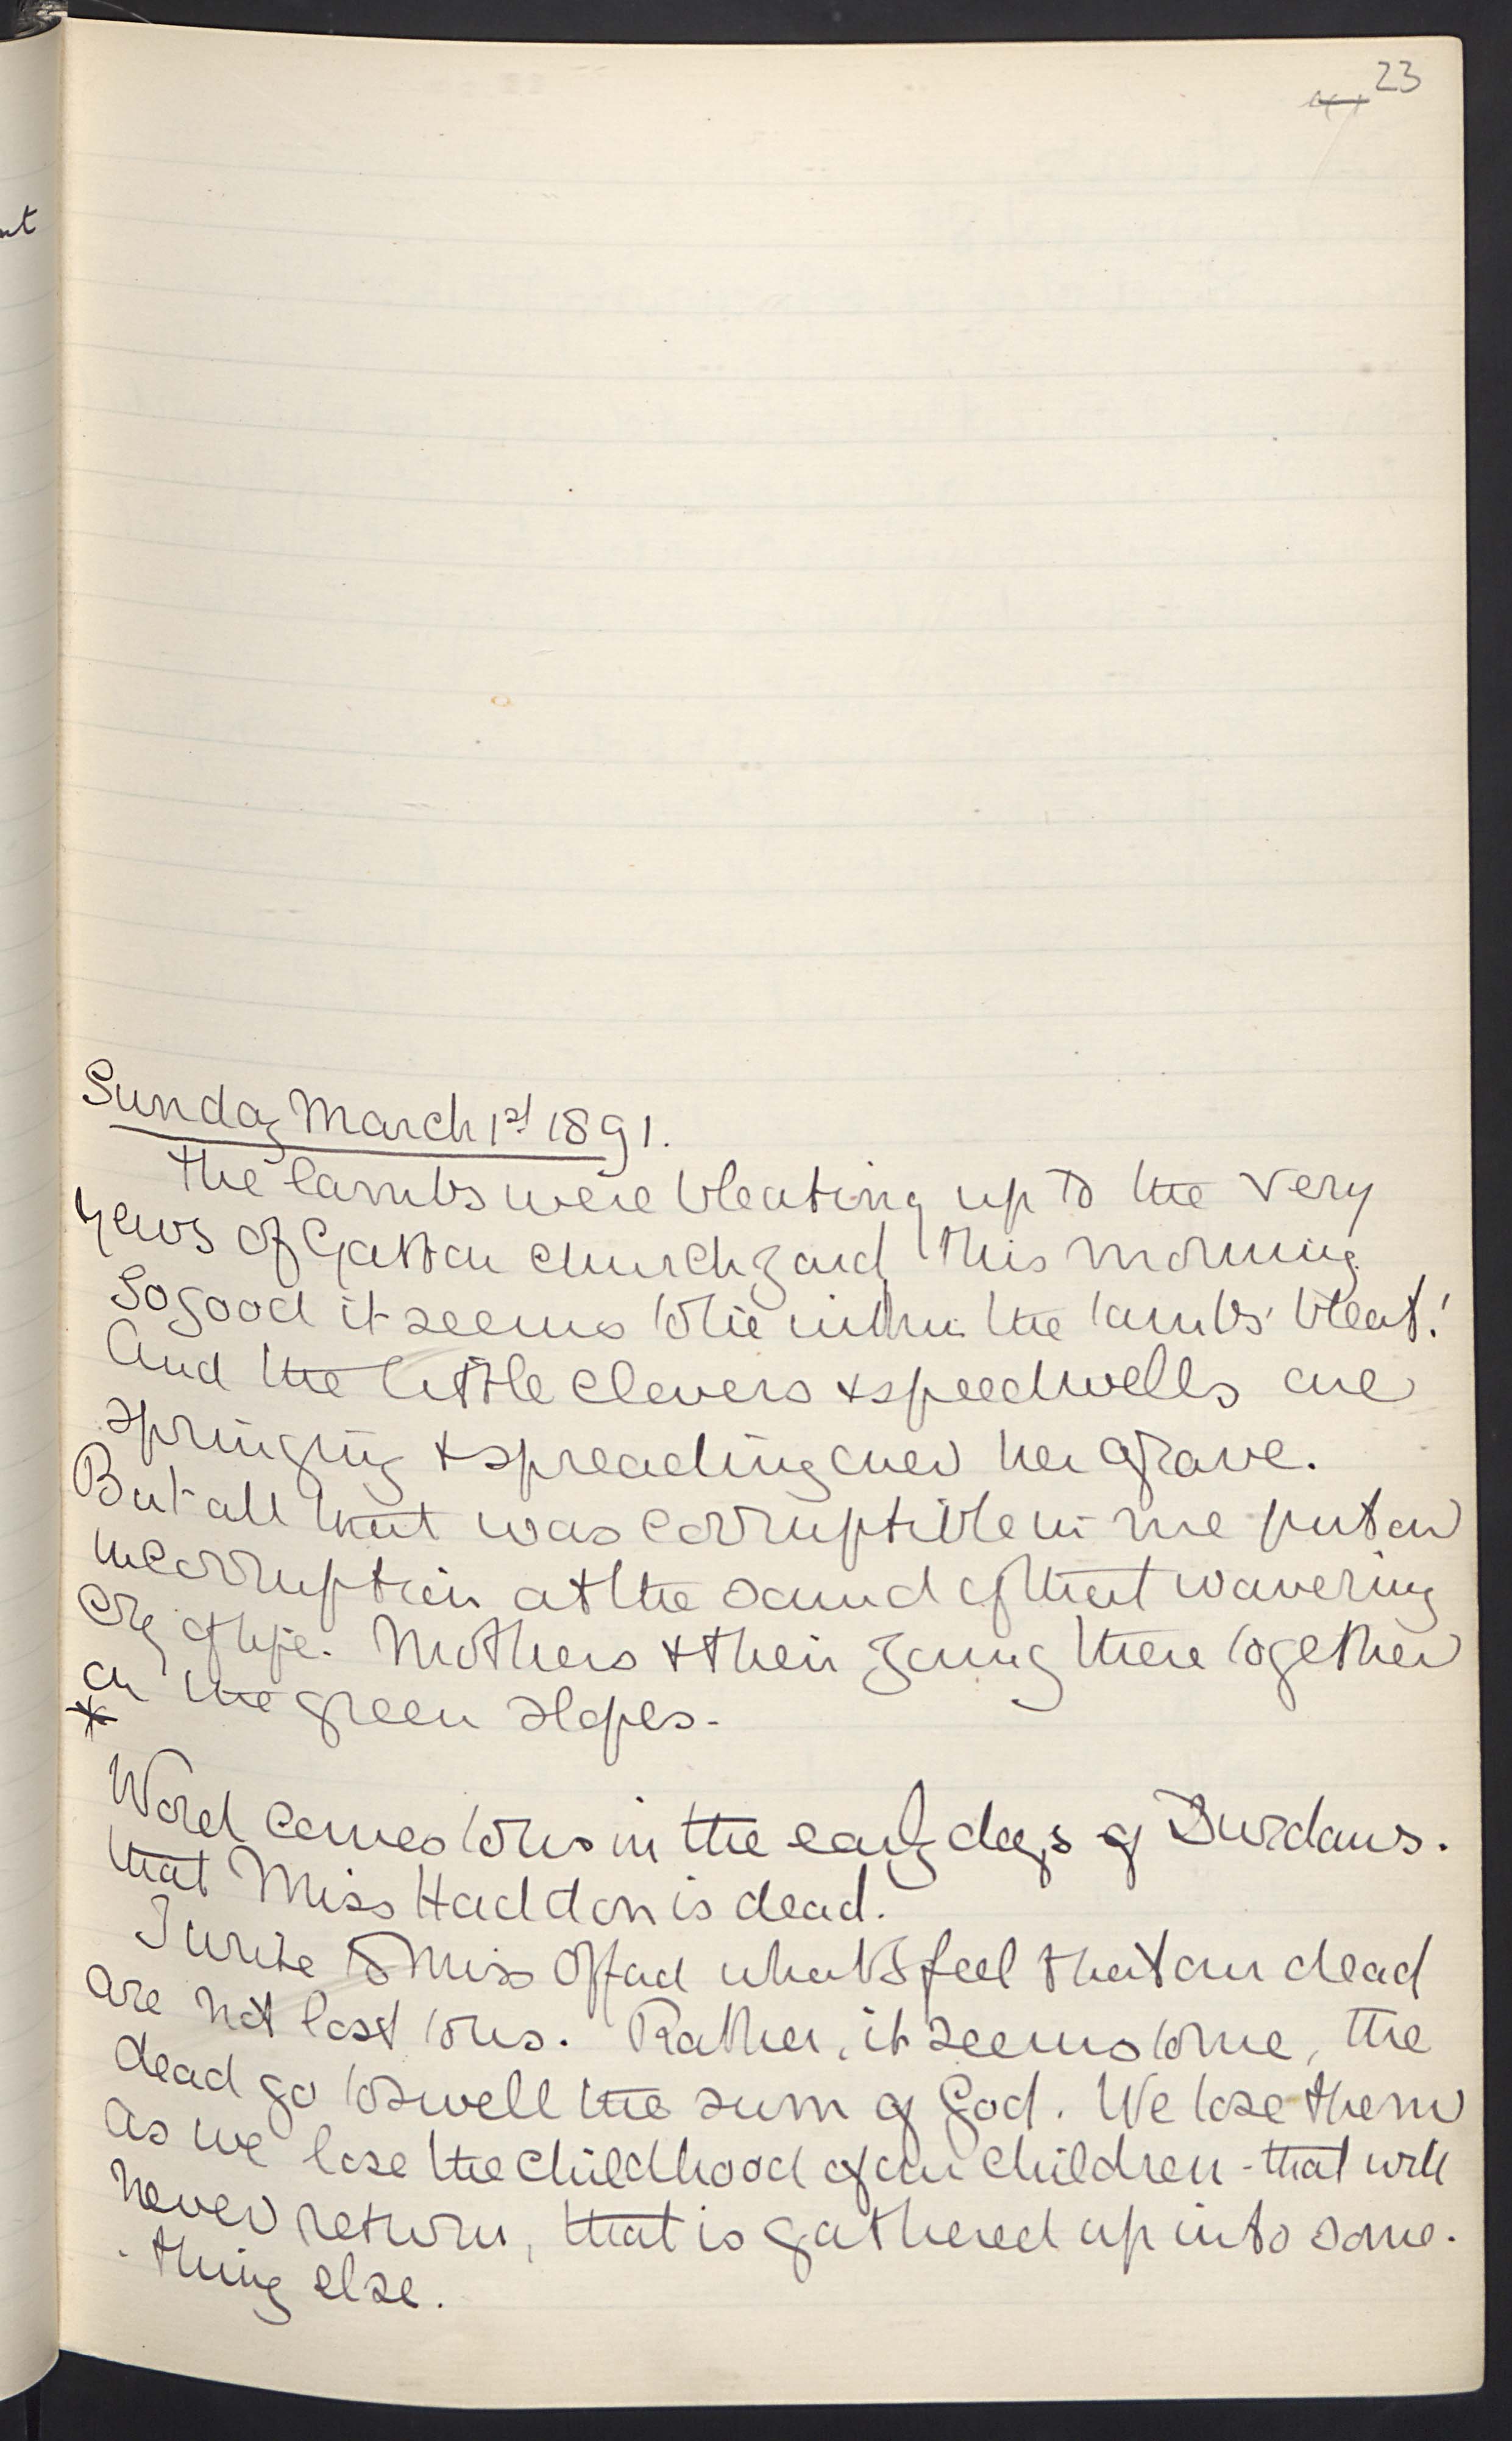 23
Sunday March 1st 1891.
The lambs were bleating up to the very
yews of Gatton churchyard this morning
So good it seems to lie within the lambs' bleat!
And the little clovers & speedwells are
springing & spreading over her grave.
But all that was corruptible in me put on
incorruption at the sound of that wavering
cry of life. Mothers & their young there together
on the green slopes.
*
Word comes to us in the early days of Durdans.
that Miss Haddon is dead.
I write to Miss Offad what I feel that our dead
are not lost to us. Rather, it seems to me, the
dead go to swell the sum of God. We lose them
as we lose the childhood of our children - that will
never return, that is gathered up into some-
-thing else.